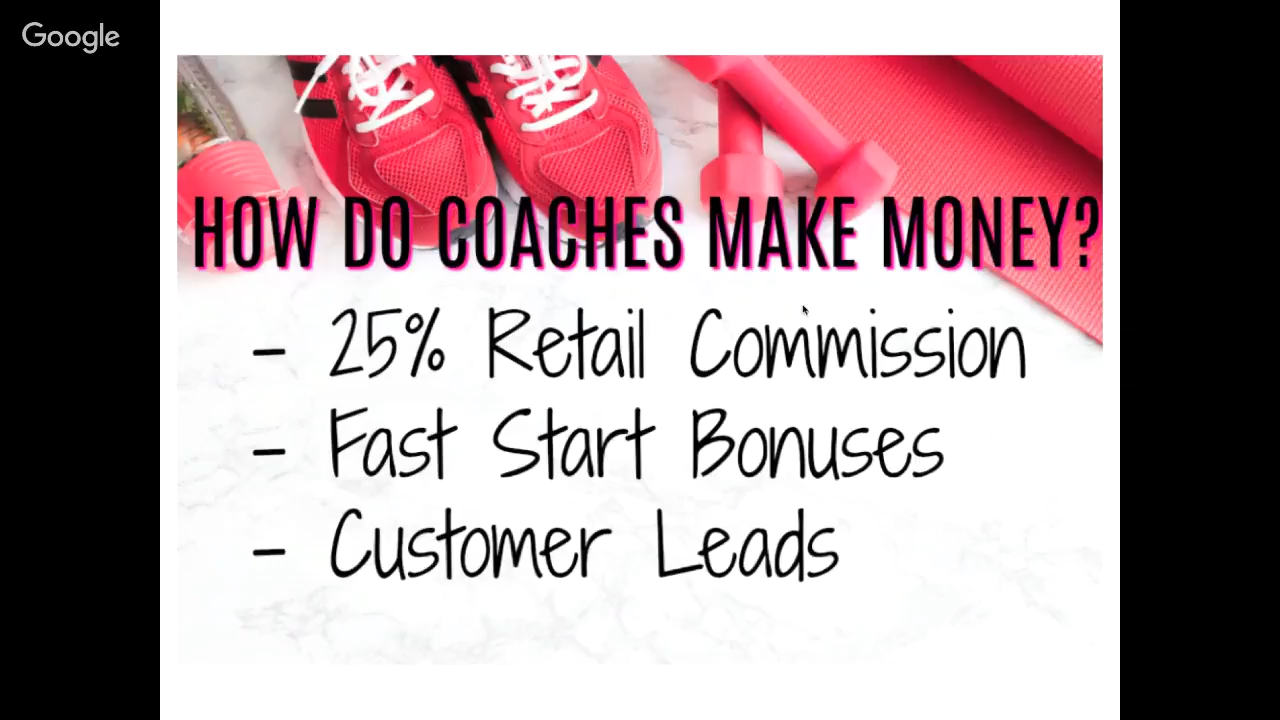 Google
HOW DO COACHES MAKE MONEY?
- 25% Retail Commission
- Fast Start Bonuses
- Customer Leads